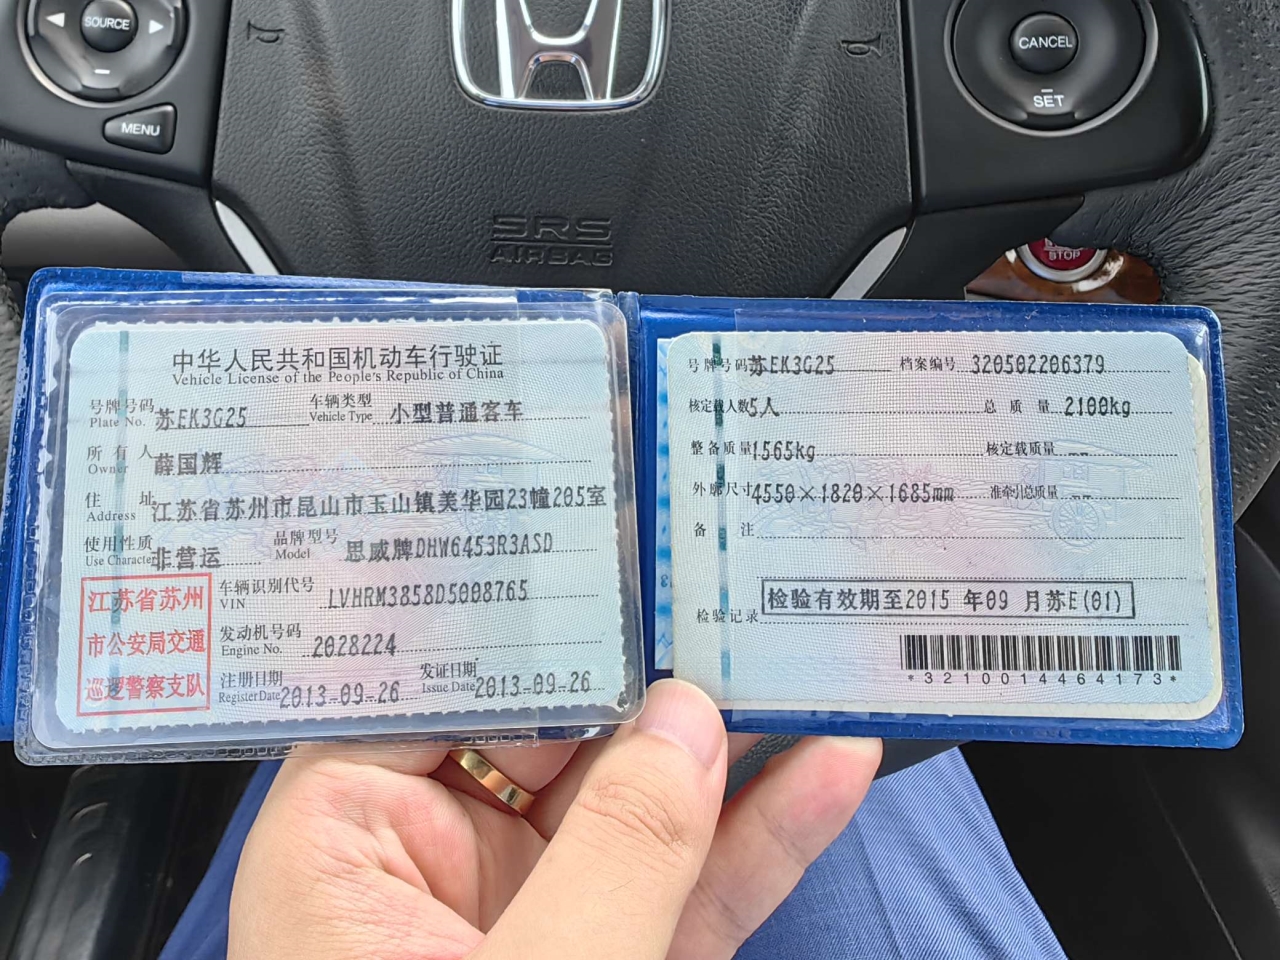 SOURCE
MENU
CANCEL
SET
SRS
AIRBAG
STOP
中华人民共和国机动车行驶证
Vehicle License of the People's Republic of China
号牌号码 Plate No. 苏EK3G25 车辆类型 Vehicle Type 小型普通客车
所有人 Owner 薛国辉
住址 Address 江苏省苏州市昆山市玉山镇美华园23幢205室
使用性质 Use Character 非营运 品牌型号 Model 思威牌DHW6453R3ASD
江苏省苏州
市公安局交通
巡逻警察支队
车辆识别代号 VIN LVHRM3858D5008765
发动机号码 Engine No. 2028224
注册日期 Register Date 2013-09-26 发证日期 Issue Date 2013-09-26
号牌号码 苏EK3G25 档案编号 320502206379
核定载人数 5人 总质量 2100kg
整备质量 1565kg 核定载质量 --
外廓尺寸 4550×1820×1685mm 准牵引总质量 --
备注
检验记录 检验有效期至2015 年09 月苏E(01)
*3210014464173*